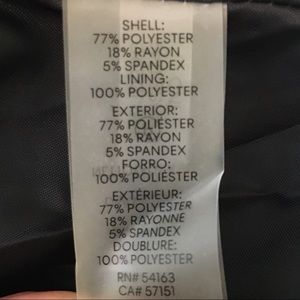 SHELL:
77% POLYESTER
18% RAYON
5% SPANDEX
LINING:
100% POLYESTER
EXTERIOR:
77% POLIÉSTER
18% RAYON
5% SPANDEX
FORRO:
100% POLIÉSTER
EXTÉRIEUR:
77% POLYESTER
18% RAYONNE
5% SPANDEX
DOUBLURE:
100% POLYESTER
RN# 54163
CA# 57151